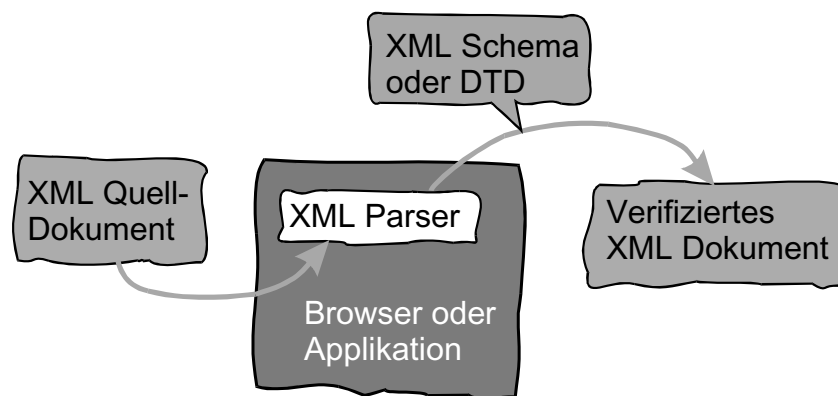 XML Schema
oder DTD
XML Quell-
Dokument
XML Parser
Verifiziertes
XML Dokument
Browser oder
Applikation